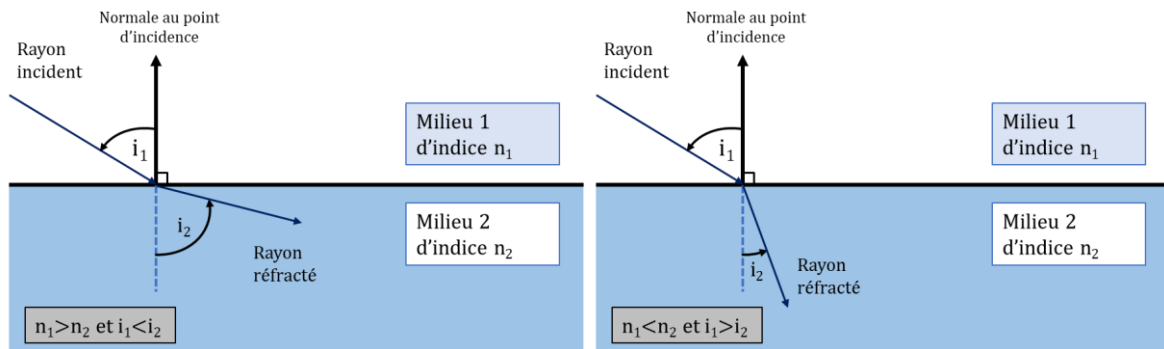 Normale au point
d'incidence
Rayon
incident
i₁
Milieu 1
d'indice n₁
i₂
Milieu 2
d'indice n₂
Rayon
réfracté
n₁>n₂ et i₁<i₂
Normale au point
d'incidence
Rayon
incident
i₁
Milieu 1
d'indice n₁
Milieu 2
d'indice n₂
i₂
Rayon
réfracté
n₁<n₂ et i₁>i₂